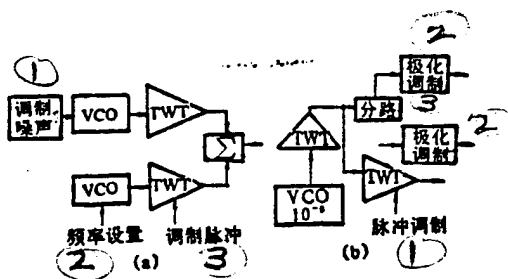 ①
调制
噪声
VCO
TWT
Σ
VCO
TWT
频率设置
②
调制脉冲
③
(a)
②
极化
调制
分路
③
TWT
极化
调制
②
VCO
10⁻⁶
TWT
脉冲调制
①
(b)